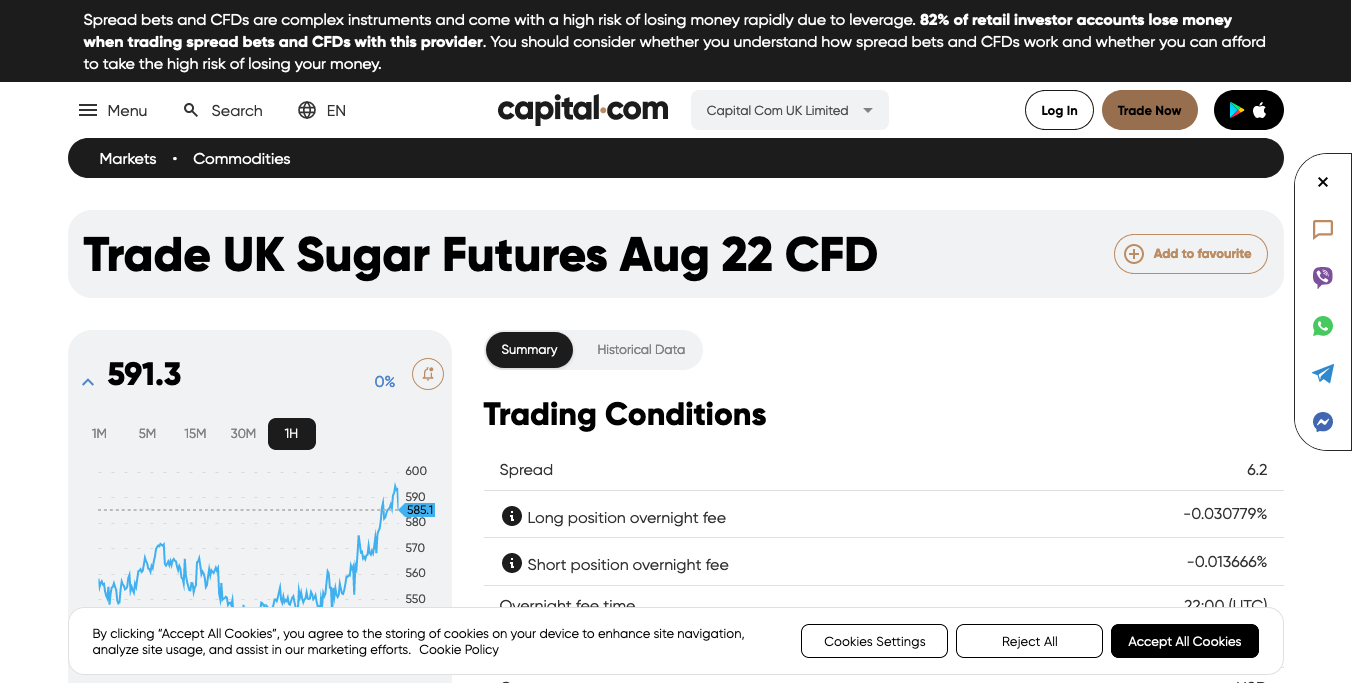 Spread bets and CFDs are complex instruments and come with a high risk of losing money rapidly due to leverage. 82% of retail investor accounts lose money
when trading spread bets and CFDs with this provider. You should consider whether you understand how spread bets and CFDs work and whether you can afford
to take the high risk of losing your money.
Menu
Search
EN
capital.com
Capital Com UK Limited
Log In
Trade Now
Markets • Commodities
Trade UK Sugar Futures Aug 22 CFD
Add to favourite
591.3
0%
1M 5M 15M 30M 1H
600
590
585.1
580
570
560
550
Summary
Historical Data
Trading Conditions
Spread 6.2
Long position overnight fee -0.030779%
Short position overnight fee -0.013666%
Overnight fee time 22:00 (UTC)
By clicking “Accept All Cookies”, you agree to the storing of cookies on your device to enhance site navigation,
analyze site usage, and assist in our marketing efforts. Cookie Policy
Cookies Settings
Reject All
Accept All Cookies